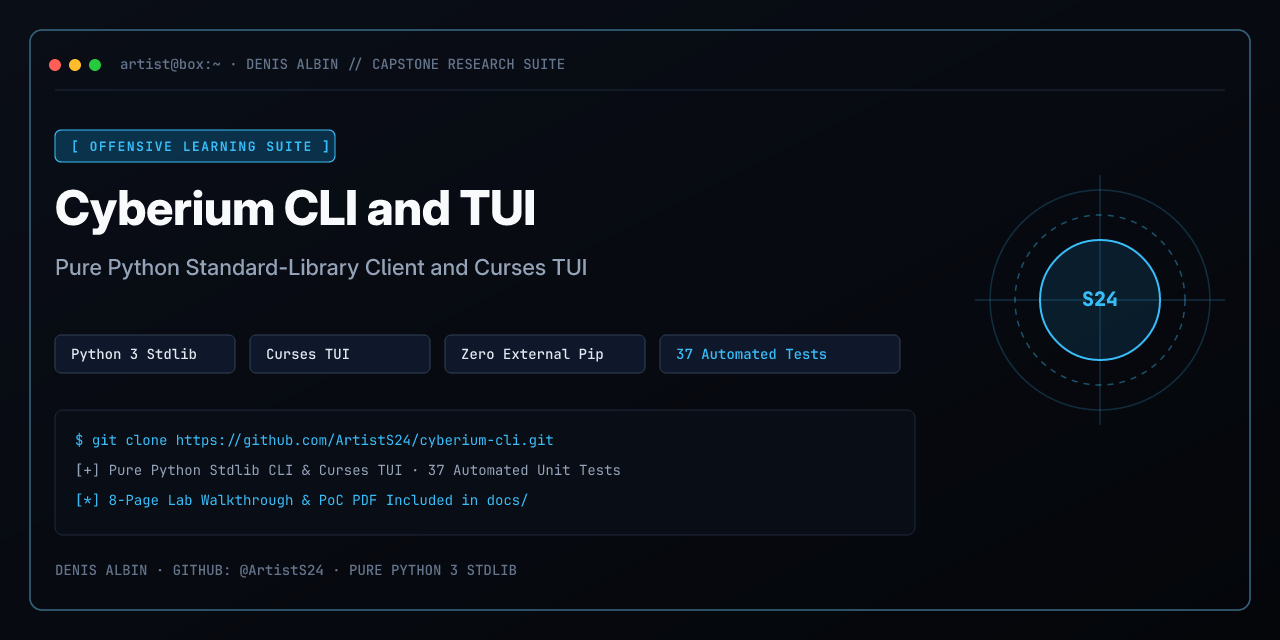 artist@box:~ · DENIS ALBIN // CAPSTONE RESEARCH SUITE
[ OFFENSIVE LEARNING SUITE ]
Cyberium CLI and TUI
Pure Python Standard-Library Client and Curses TUI
Python 3 Stdlib
Curses TUI
Zero External Pip
37 Automated Tests
S24
$ git clone https://github.com/ArtistS24/cyberium-cli.git
[+] Pure Python Stdlib CLI & Curses TUI · 37 Automated Unit Tests
[*] 8-Page Lab Walkthrough & PoC PDF Included in docs/
DENIS ALBIN · GITHUB: @ArtistS24 · PURE PYTHON 3 STDLIB